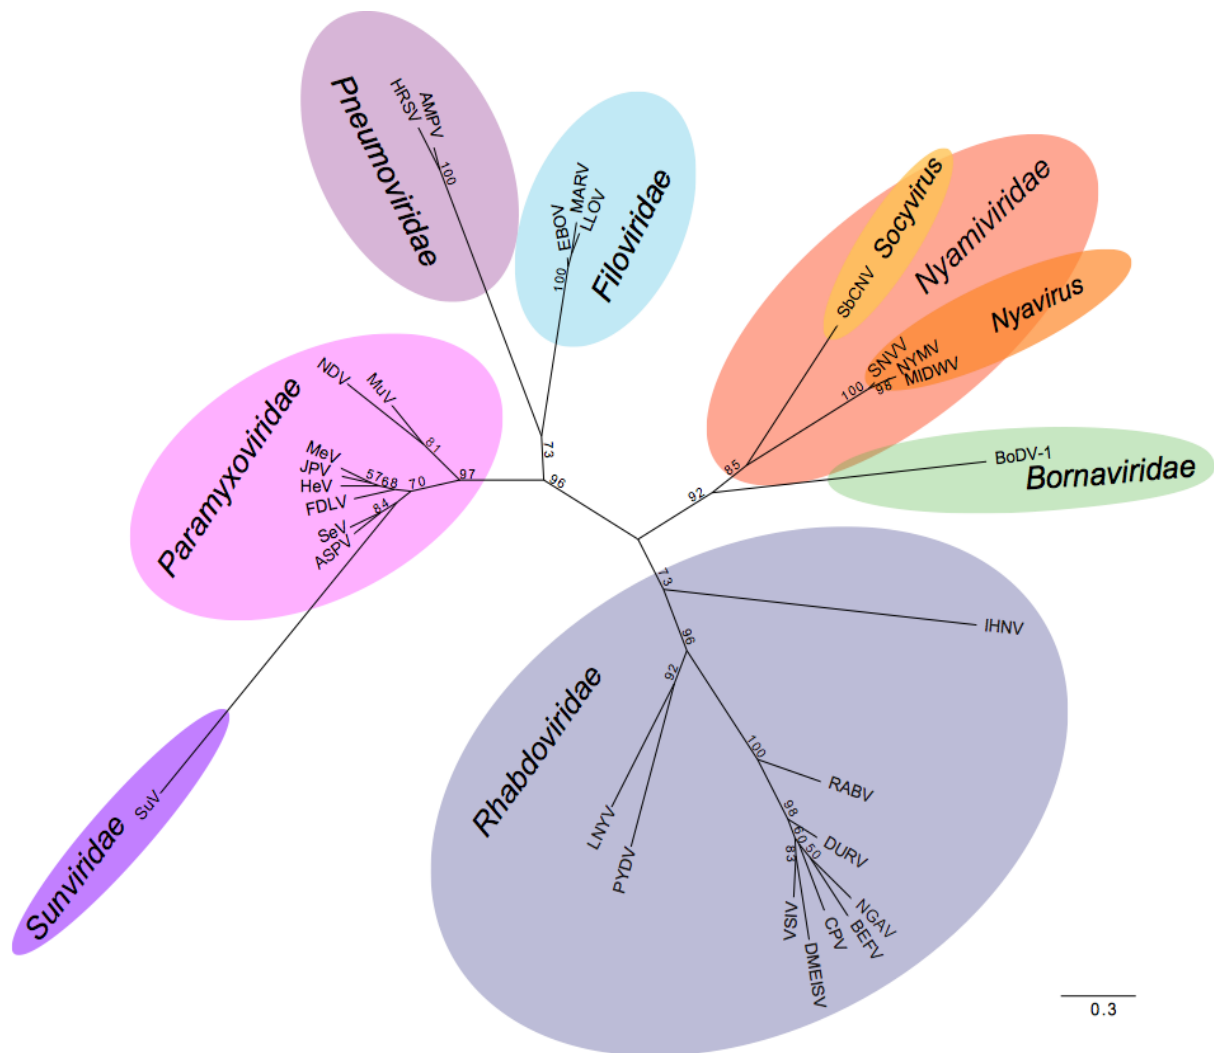 Pneumoviridae
HRSV
AMPV
100
Filoviridae
EBOV
MARV
LLOV
100
Nyamiviridae
Socyvirus
SbCNV
Nyavirus
SNVV
NYMV
MIDWV
100
98
85
92
BoDV-1
Bornaviridae
Paramyxoviridae
NDV
MuV
81
MeV
JPV
HeV
FDLV
SeV
ASPV
57
68
70
84
97
73
96
Sunviridae
SuV
Rhabdoviridae
73
IHNV
96
92
LNYV
PYDV
100
RABV
98
60
50
83
DURV
NGAV
BEFV
CPV
DMEISV
VSIV
0.3